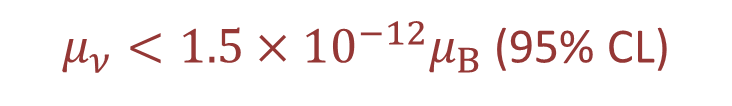 μ_ν < 1.5 × 10⁻¹² μ_B (95% CL)